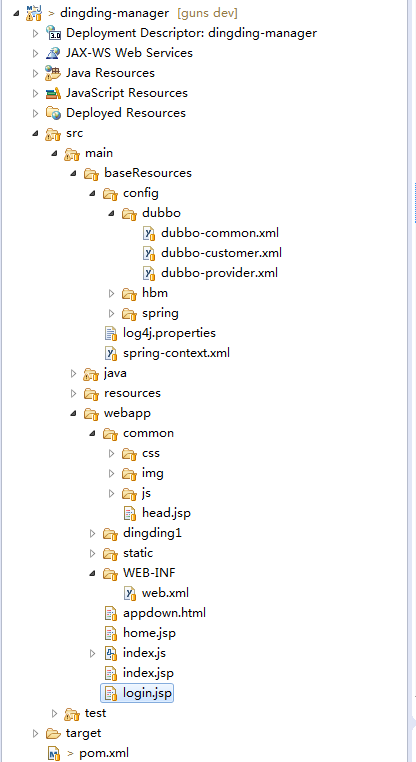 > dingding-manager [guns dev]
Deployment Descriptor: dingding-manager
JAX-WS Web Services
Java Resources
JavaScript Resources
Deployed Resources
src
main
baseResources
config
dubbo
dubbo-common.xml
dubbo-customer.xml
dubbo-provider.xml
hbm
spring
log4j.properties
spring-context.xml
java
resources
webapp
common
css
img
js
head.jsp
dingding1
static
WEB-INF
web.xml
appdown.html
home.jsp
index.js
index.jsp
login.jsp
test
target
> pom.xml